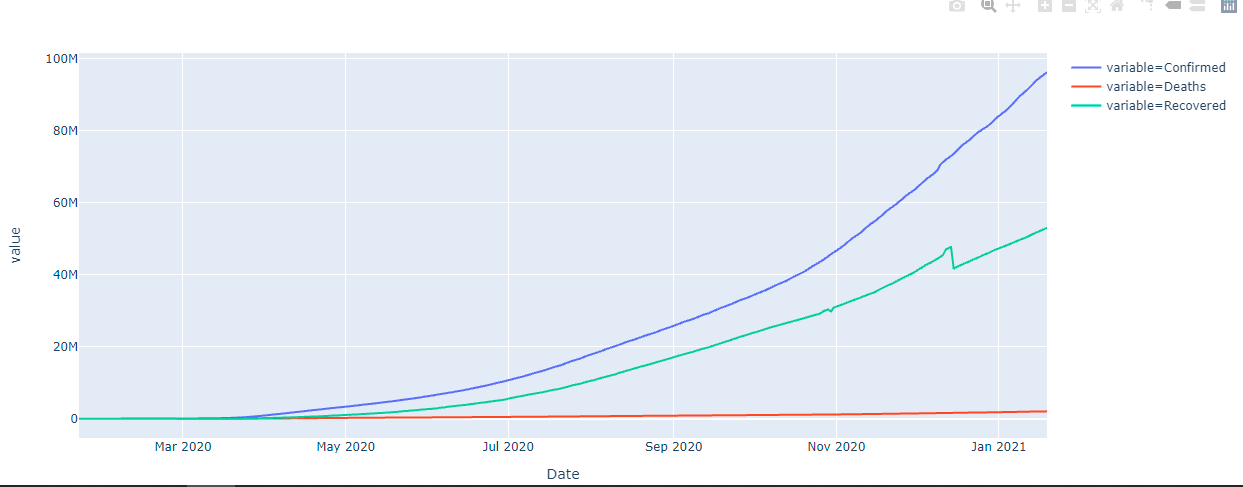 100M
80M
60M
40M
20M
0
value
Mar 2020
May 2020
Jul 2020
Sep 2020
Nov 2020
Jan 2021
Date
variable=Confirmed
variable=Deaths
variable=Recovered